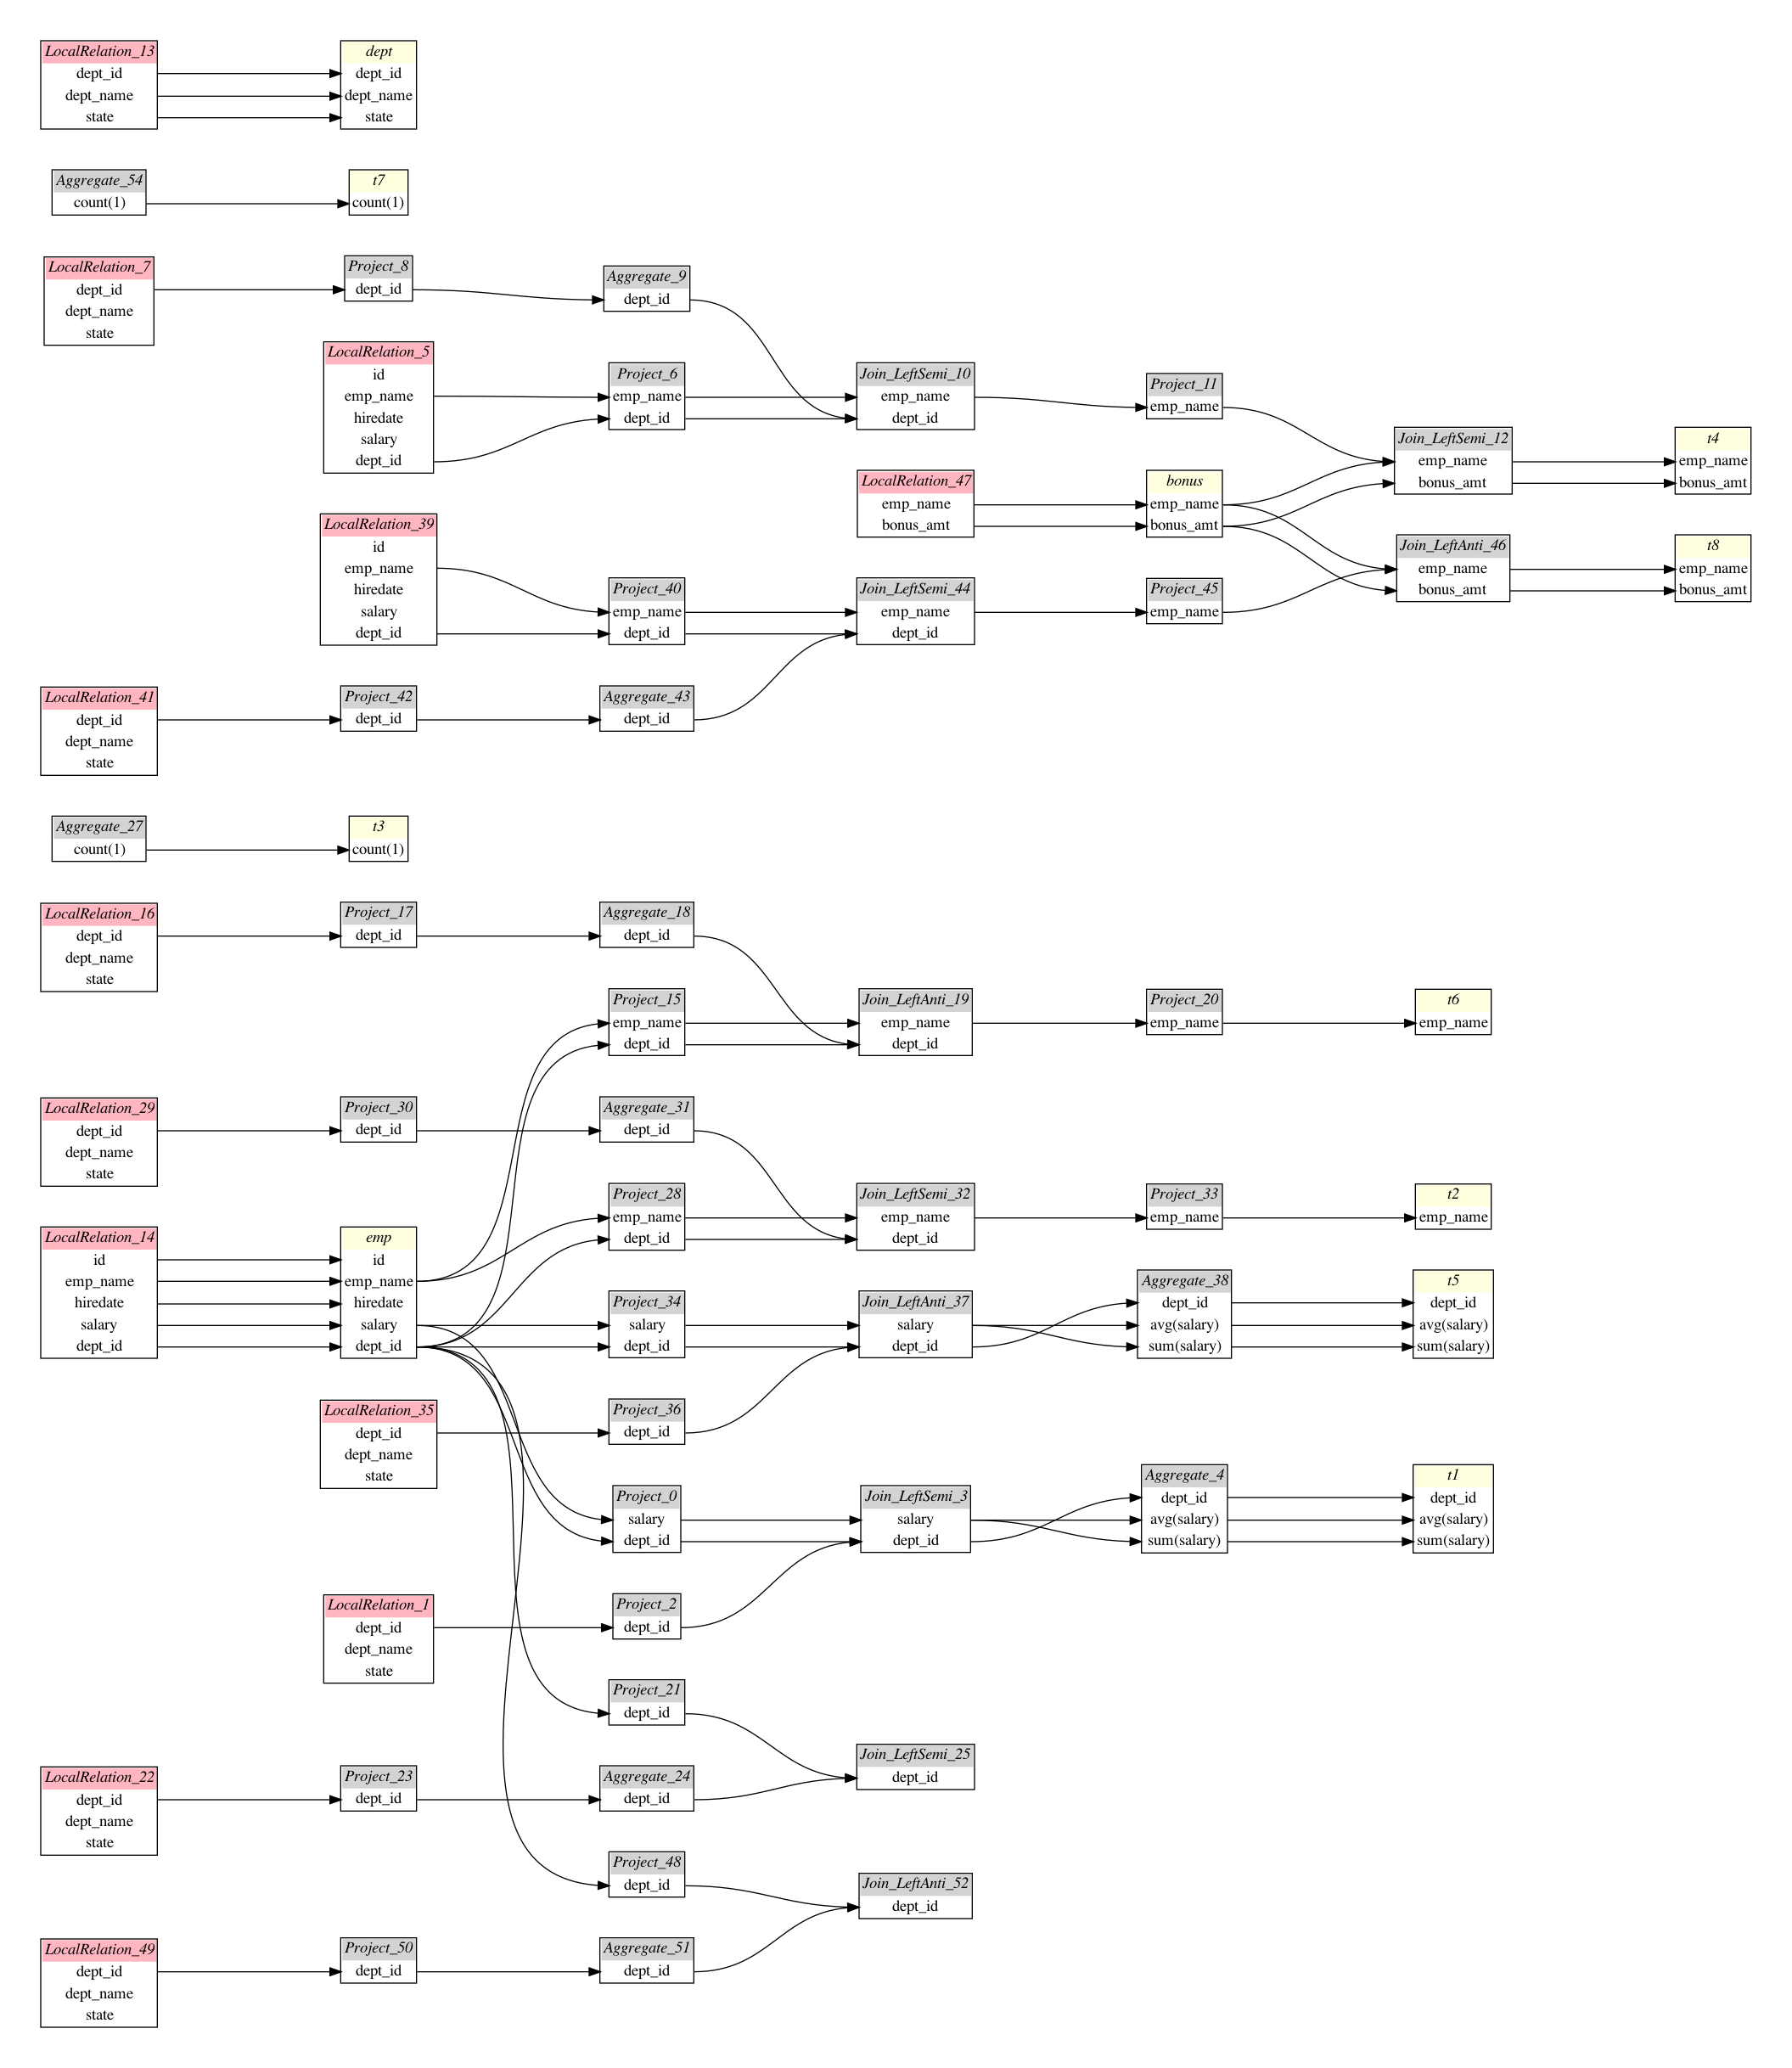 LocalRelation_13
dept_id
dept_name
state
dept
dept_id
dept_name
state
Aggregate_54
count(1)
t7
count(1)
LocalRelation_7
dept_id
dept_name
state
Project_8
dept_id
Aggregate_9
dept_id
LocalRelation_5
id
emp_name
hiredate
salary
dept_id
Project_6
emp_name
dept_id
Join_LeftSemi_10
emp_name
dept_id
Project_11
emp_name
Join_LeftSemi_12
emp_name
bonus_amt
t4
emp_name
bonus_amt
LocalRelation_47
emp_name
bonus_amt
bonus
emp_name
bonus_amt
LocalRelation_39
id
emp_name
hiredate
salary
dept_id
Project_40
emp_name
dept_id
Join_LeftSemi_44
emp_name
dept_id
Project_45
emp_name
Join_LeftAnti_46
emp_name
bonus_amt
t8
emp_name
bonus_amt
LocalRelation_41
dept_id
dept_name
state
Project_42
dept_id
Aggregate_43
dept_id
Aggregate_27
count(1)
t3
count(1)
LocalRelation_16
dept_id
dept_name
state
Project_17
dept_id
Aggregate_18
dept_id
Project_15
emp_name
dept_id
Join_LeftAnti_19
emp_name
dept_id
Project_20
emp_name
t6
emp_name
LocalRelation_29
dept_id
dept_name
state
Project_30
dept_id
Aggregate_31
dept_id
Project_28
emp_name
dept_id
Join_LeftSemi_32
emp_name
dept_id
Project_33
emp_name
t2
emp_name
LocalRelation_14
id
emp_name
hiredate
salary
dept_id
emp
id
emp_name
hiredate
salary
dept_id
Project_34
salary
dept_id
Join_LeftAnti_37
salary
dept_id
Aggregate_38
dept_id
avg(salary)
sum(salary)
t5
dept_id
avg(salary)
sum(salary)
LocalRelation_35
dept_id
dept_name
state
Project_36
dept_id
Project_0
salary
dept_id
Join_LeftSemi_3
salary
dept_id
Aggregate_4
dept_id
avg(salary)
sum(salary)
t1
dept_id
avg(salary)
sum(salary)
LocalRelation_1
dept_id
dept_name
state
Project_2
dept_id
Project_21
dept_id
Join_LeftSemi_25
dept_id
LocalRelation_22
dept_id
dept_name
state
Project_23
dept_id
Aggregate_24
dept_id
Project_48
dept_id
Join_LeftAnti_52
dept_id
LocalRelation_49
dept_id
dept_name
state
Project_50
dept_id
Aggregate_51
dept_id